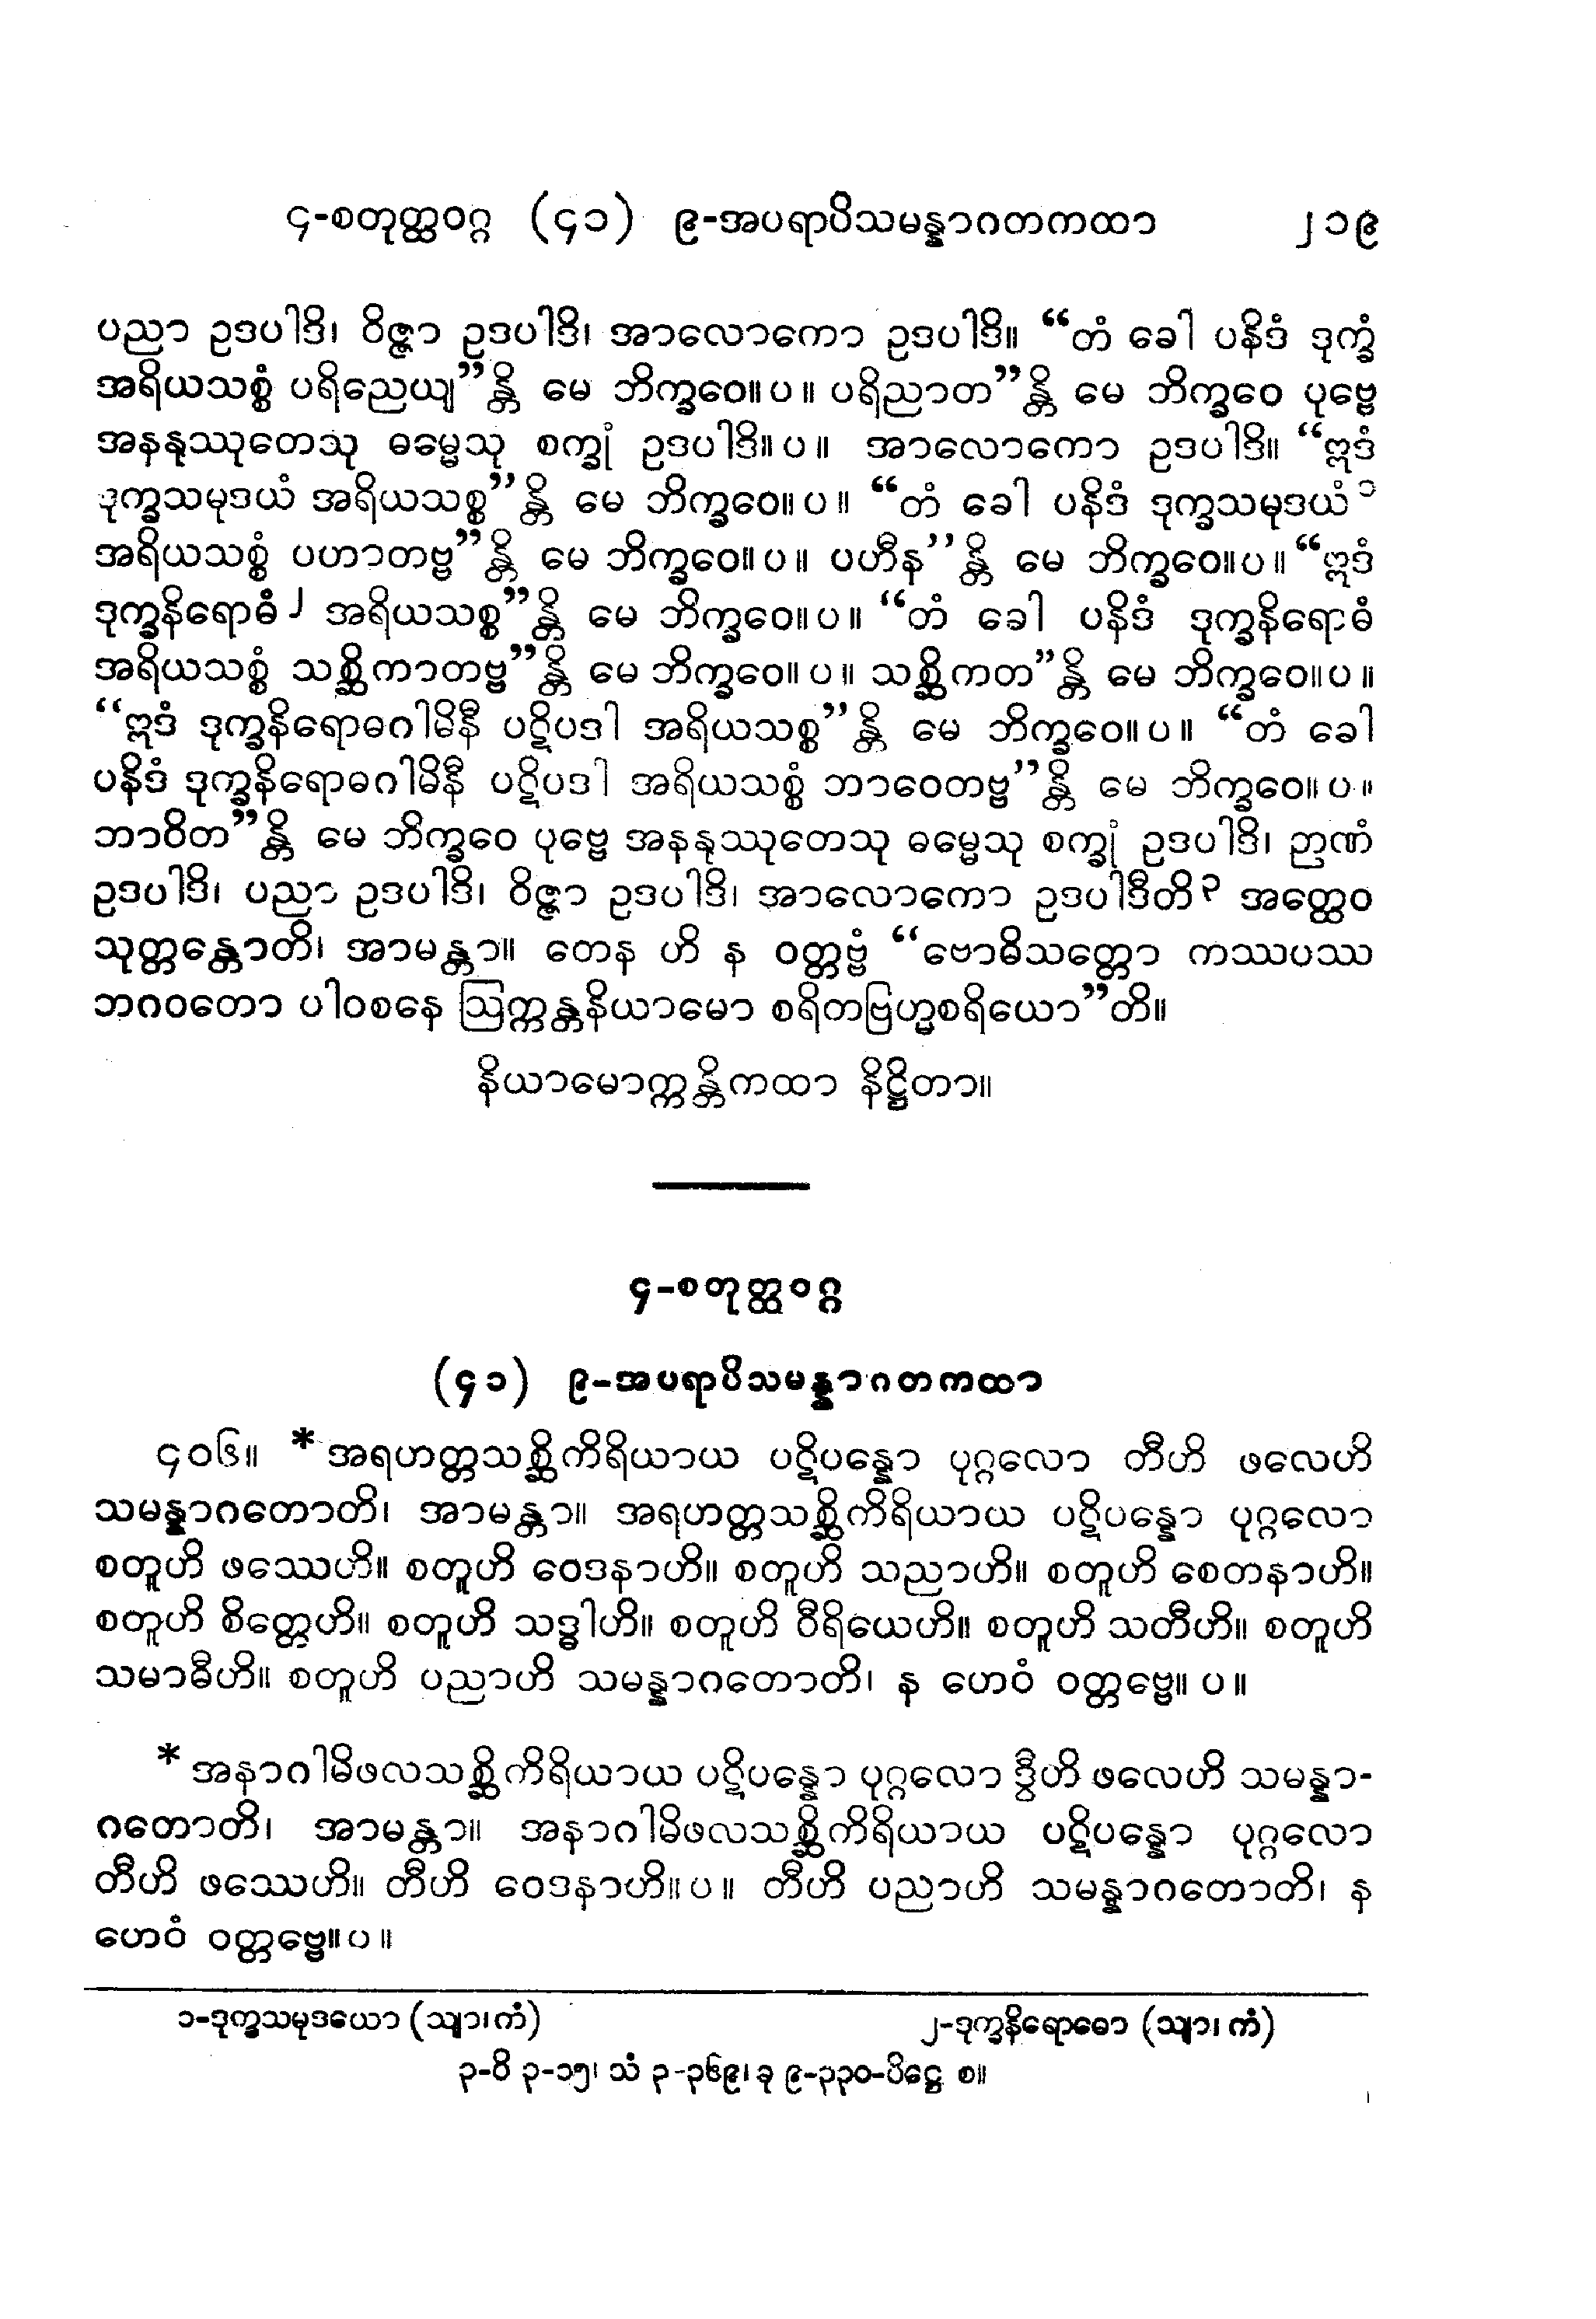 ၄-စတုတ္ထဝဂ္ဂ (၄၁) ၉-အပရာပိသမန္နာဂတကထာ ၂၁၉
ပညာ ဥဒပါဒိ၊ ဝိဇ္ဇာ ဥဒပါဒိ၊ အာလောကော ဥဒပါဒိ။ “တံ ခေါ ပနိဒံ ဒုက္ခံ
အရိယသစ္စံ ပရိညေယျ”န္တိ မေ ဘိက္ခဝေ။ပ။ ပရိညာတ”န္တိ မေ ဘိက္ခဝေ ပုဗ္ဗေ
အနနုဿုတေသု ဓမ္မေသု စက္ခုံ ဥဒပါဒိ။ပ။ အာလောကော ဥဒပါဒိ။ “ဣဒံ
ဒုက္ခသမုဒယံ အရိယသစ္စ”န္တိ မေ ဘိက္ခဝေ။ပ။ “တံ ခေါ ပနိဒံ ဒုက္ခသမုဒယံ ၁
အရိယသစ္စံ ပဟာတဗ္ဗ”န္တိ မေ ဘိက္ခဝေ။ပ။ ပဟီန’’န္တိ မေ ဘိက္ခဝေ။ပ။ “ဣဒံ
ဒုက္ခနိရောဓံ ၂ အရိယသစ္စ”န္တိ မေ ဘိက္ခဝေ။ပ။ “တံ ခေါ ပနိဒံ ဒုက္ခနိရောဓံ
အရိယသစ္စံ သစ္ဆိကာတဗ္ဗ”န္တိ မေ ဘိက္ခဝေ။ပ။ သစ္ဆိကတ”န္တိ မေ ဘိက္ခဝေ။ပ။
“ဣဒံ ဒုက္ခနိရောဓဂါမိနီ ပဋိပဒါ အရိယသစ္စ”န္တိ မေ ဘိက္ခဝေ။ပ။ “တံ ခေါ
ပနိဒံ ဒုက္ခနိရောဓဂါမိနီ ပဋိပဒါ အရိယသစ္စံ ဘာဝေတဗ္ဗ”န္တိ မေ ဘိက္ခဝေ။ပ။
ဘာဝိတ”န္တိ မေ ဘိက္ခဝေ ပုဗ္ဗေ အနနုဿုတေသု ဓမ္မေသု စက္ခုံ ဥဒပါဒိ၊ ဉာဏံ
ဥဒပါဒိ၊ ပညာ ဥဒပါဒိ၊ ဝိဇ္ဇာ ဥဒပါဒိ၊ အာလောကော ဥဒပါဒီတိ ၃ အတ္ထေဝ
သုတ္တန္တောတိ၊ အာမန္တာ။ တေန ဟိ န ဝတ္တဗ္ဗံ “ဗောဓိသတ္တော ကဿပဿ
ဘဂဝတော ပါဝစနေ ဩက္ကန္တနိယာမော စရိတဗြဟ္မစရိယော”တိ။
နိယာမောက္ကန္တိကထာ နိဋ္ဌိတာ။
၄-စတုတ္ထဝဂ္ဂ
(၄၁) ၉-အပရာပိသမန္နာဂတကထာ
၄၀၆။ *အရဟတ္တသစ္ဆိကိရိယာယ ပဋိပန္နော ပုဂ္ဂလော တီဟိ ဖလေဟိ
သမန္နာဂတောတိ၊ အာမန္တာ။ အရဟတ္တသစ္ဆိကိရိယာယ ပဋိပန္နော ပုဂ္ဂလော
စတူဟိ ဖဿေဟိ။ စတူဟိ ဝေဒနာဟိ။ စတူဟိ သညာဟိ။ စတူဟိ စေတနာဟိ။
စတူဟိ စိတ္တေဟိ။ စတူဟိ သဒ္ဓါဟိ။ စတူဟိ ဝီရိယေဟိ။ စတူဟိ သတီဟိ။ စတူဟိ
သမာဓီဟိ။ စတူဟိ ပညာဟိ သမန္နာဂတောတိ၊ န ဟေဝံ ဝတ္တဗ္ဗေ။ပ။
*အနာဂါမိဖလသစ္ဆိကိရိယာယ ပဋိပန္နော ပုဂ္ဂလော ဒွီဟိ ဖလေဟိ သမန္နာ-
ဂတောတိ၊ အာမန္တာ။ အနာဂါမိဖလသစ္ဆိကိရိယာယ ပဋိပန္နော ပုဂ္ဂလော
တီဟိ ဖဿေဟိ။ တီဟိ ဝေဒနာဟိ။ပ။ တီဟိ ပညာဟိ သမန္နာဂတောတိ၊ န
ဟေဝံ ဝတ္တဗ္ဗေ။ပ။
၁-ဒုက္ခသမုဒယော (သျာ၊ ကံ) ၂-ဒုက္ခနိရောဓော (သျာ၊ ကံ)
၃-ဝိ ၃-၁၅၊ သံ ၃-၃၆၉၊ ခု ၉-၃၃၀-ပိဋ္ဌေ စ။